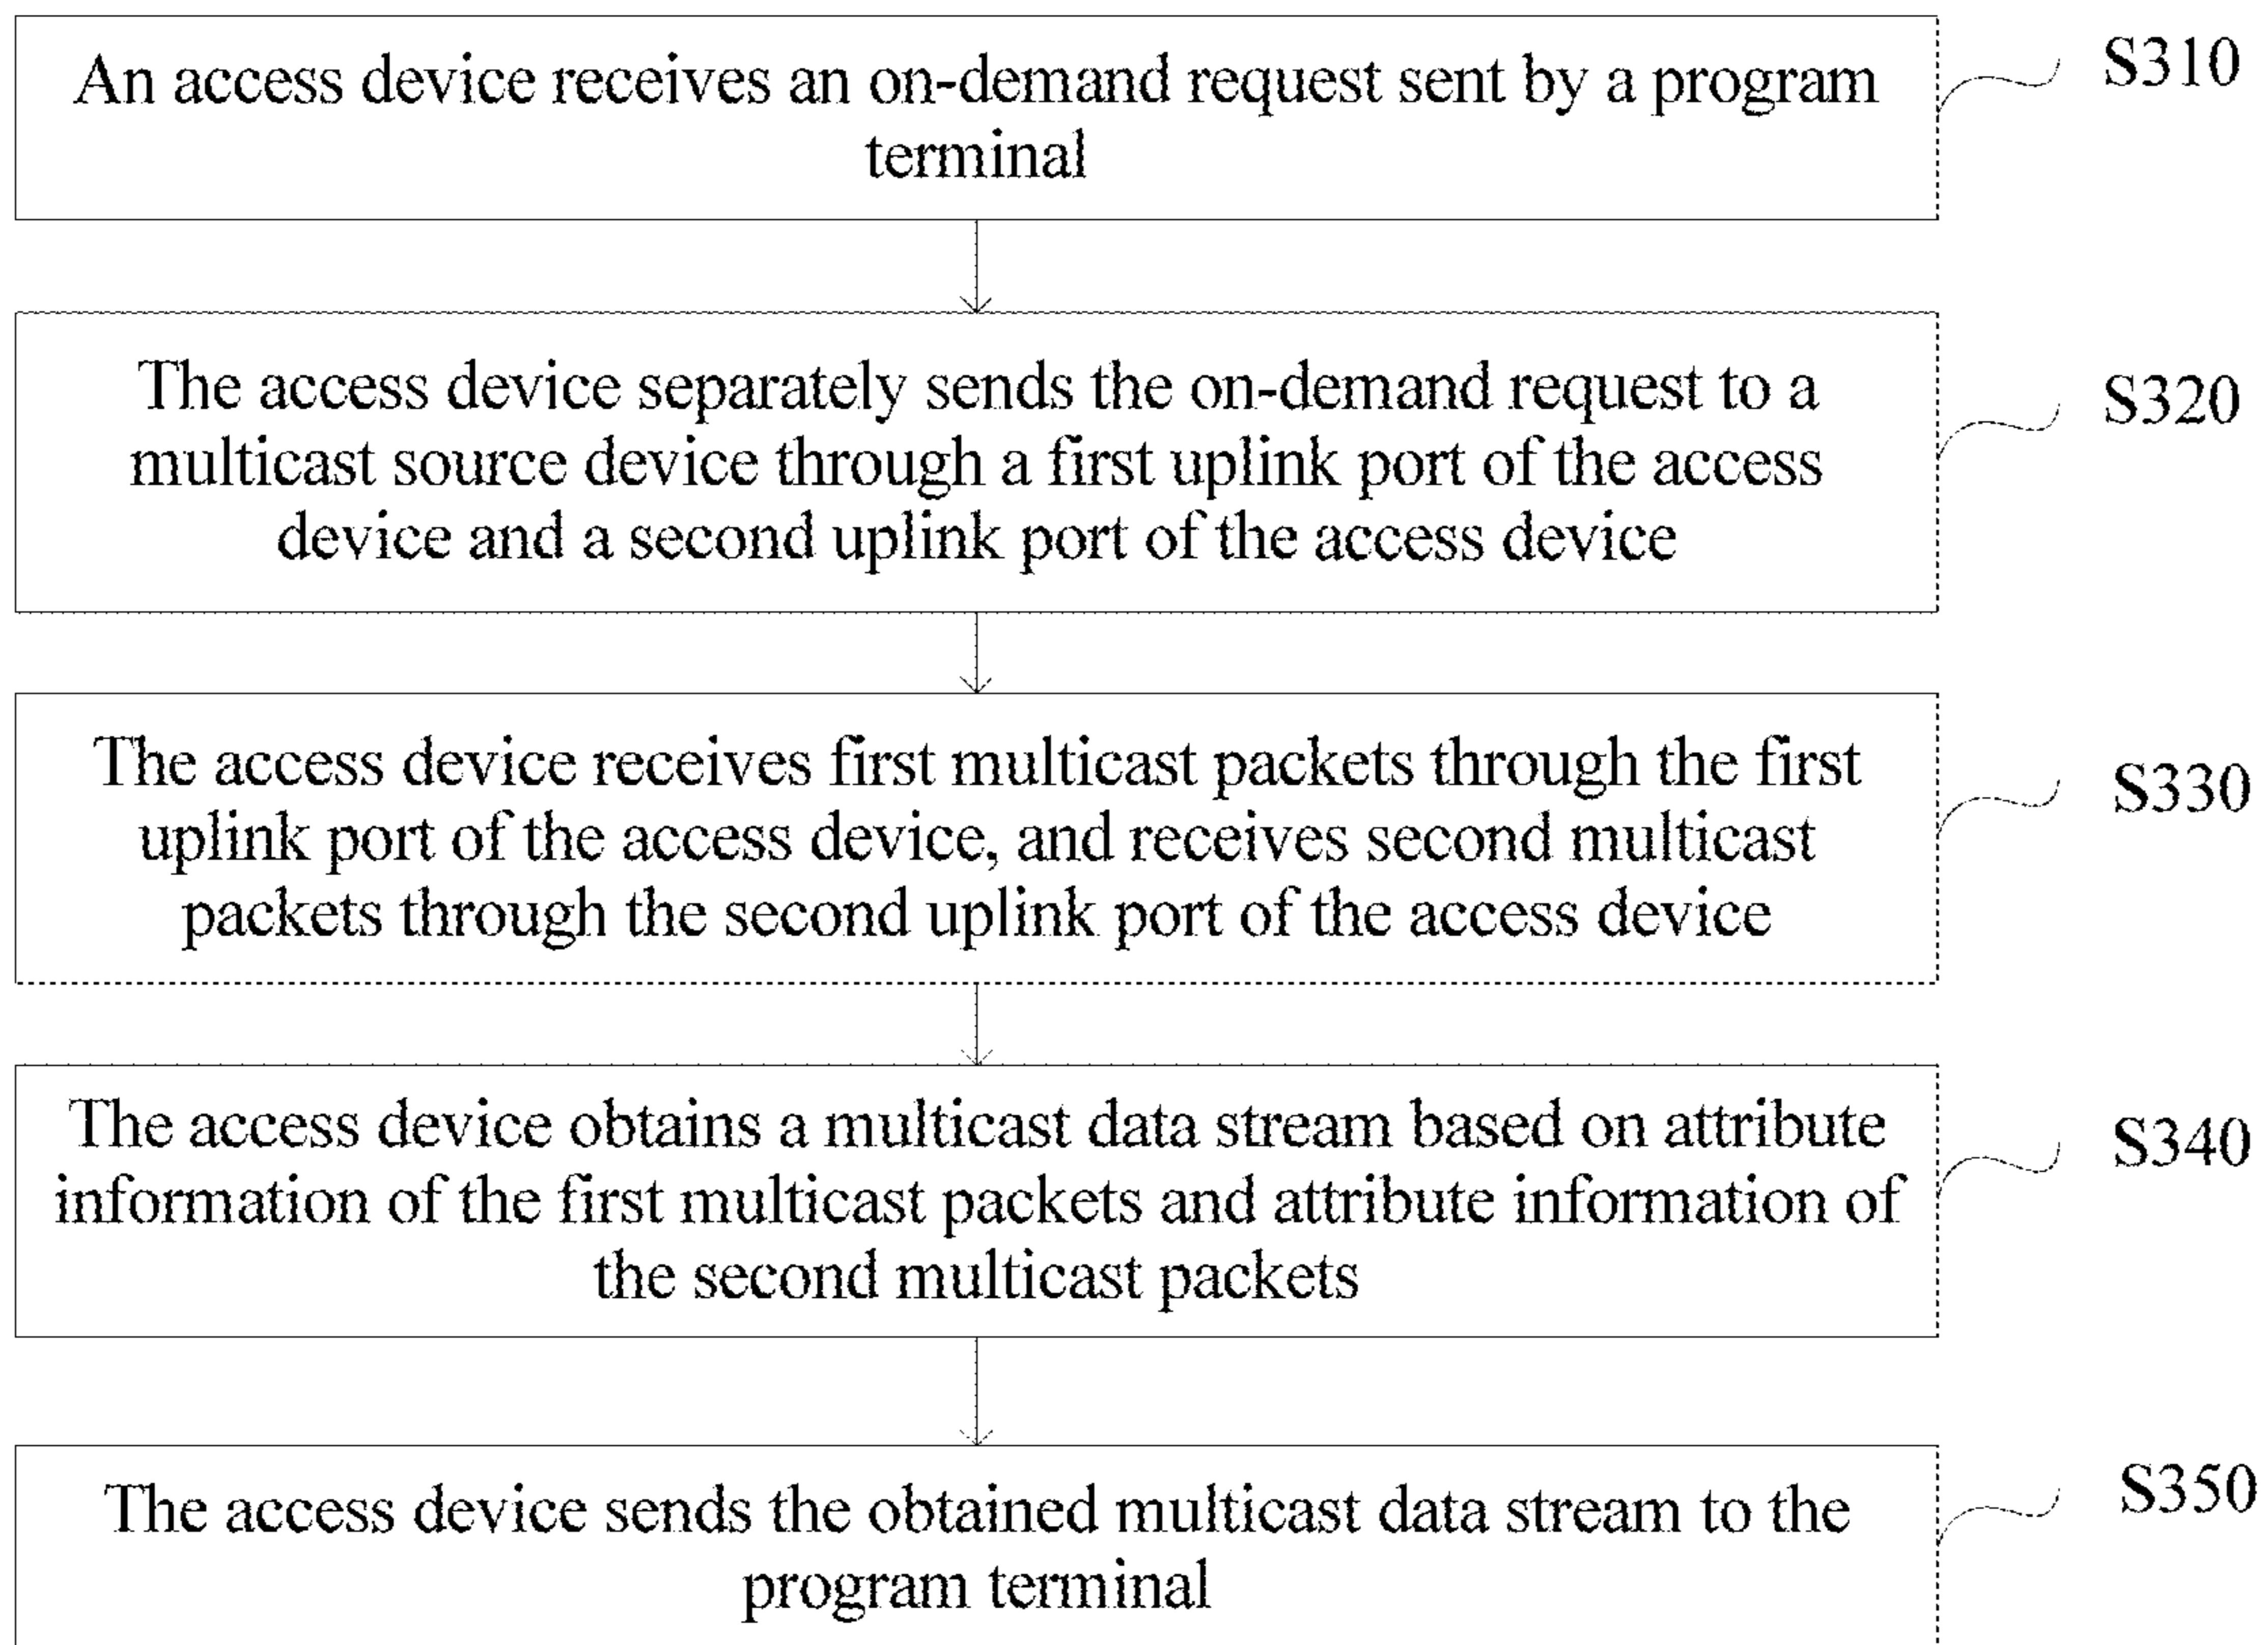 An access device receives an on-demand request sent by a program
terminal
S310
The access device separately sends the on-demand request to a
multicast source device through a first uplink port of the access
device and a second uplink port of the access device
S320
The access device receives first multicast packets through the first
uplink port of the access device, and receives second multicast
packets through the second uplink port of the access device
S330
The access device obtains a multicast data stream based on attribute
information of the first multicast packets and attribute information of
the second multicast packets
S340
The access device sends the obtained multicast data stream to the
program terminal
S350